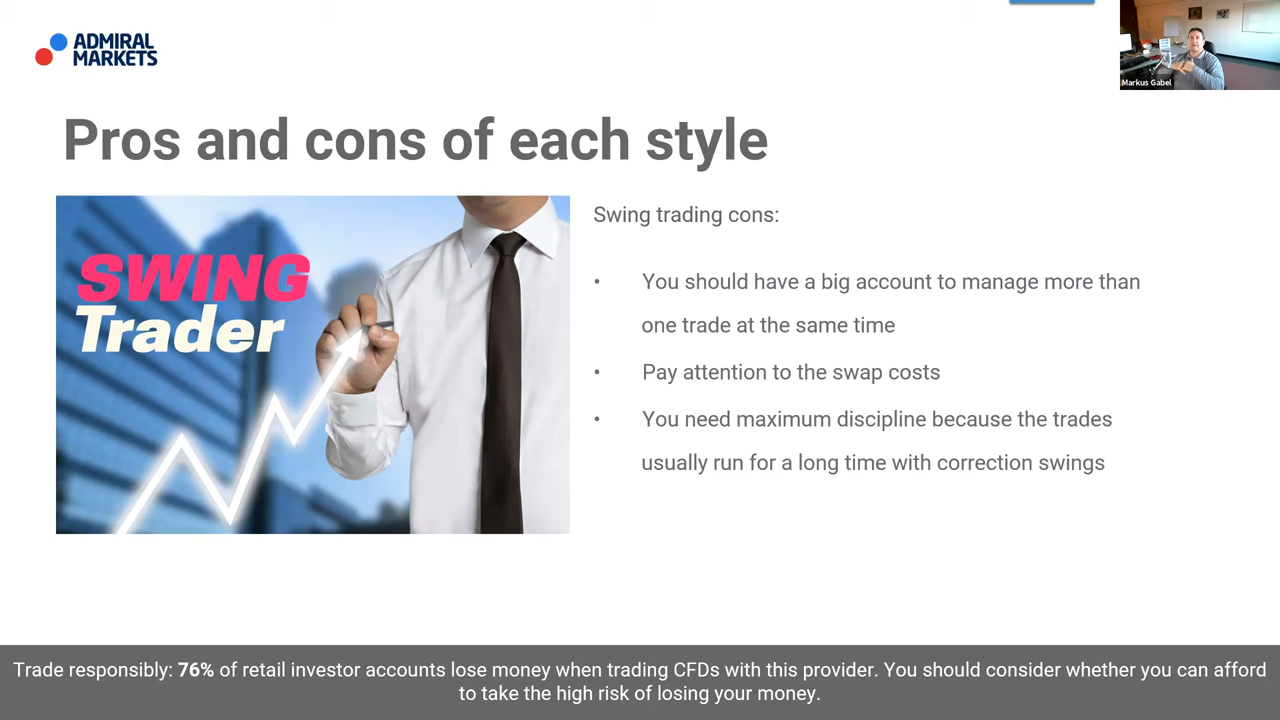 ADMIRAL
MARKETS
Markus Gabel
Pros and cons of each style
SWING
Trader
Swing trading cons:
• You should have a big account to manage more than
one trade at the same time
• Pay attention to the swap costs
• You need maximum discipline because the trades
usually run for a long time with correction swings
Trade responsibly: 76% of retail investor accounts lose money when trading CFDs with this provider. You should consider whether you can afford
to take the high risk of losing your money.